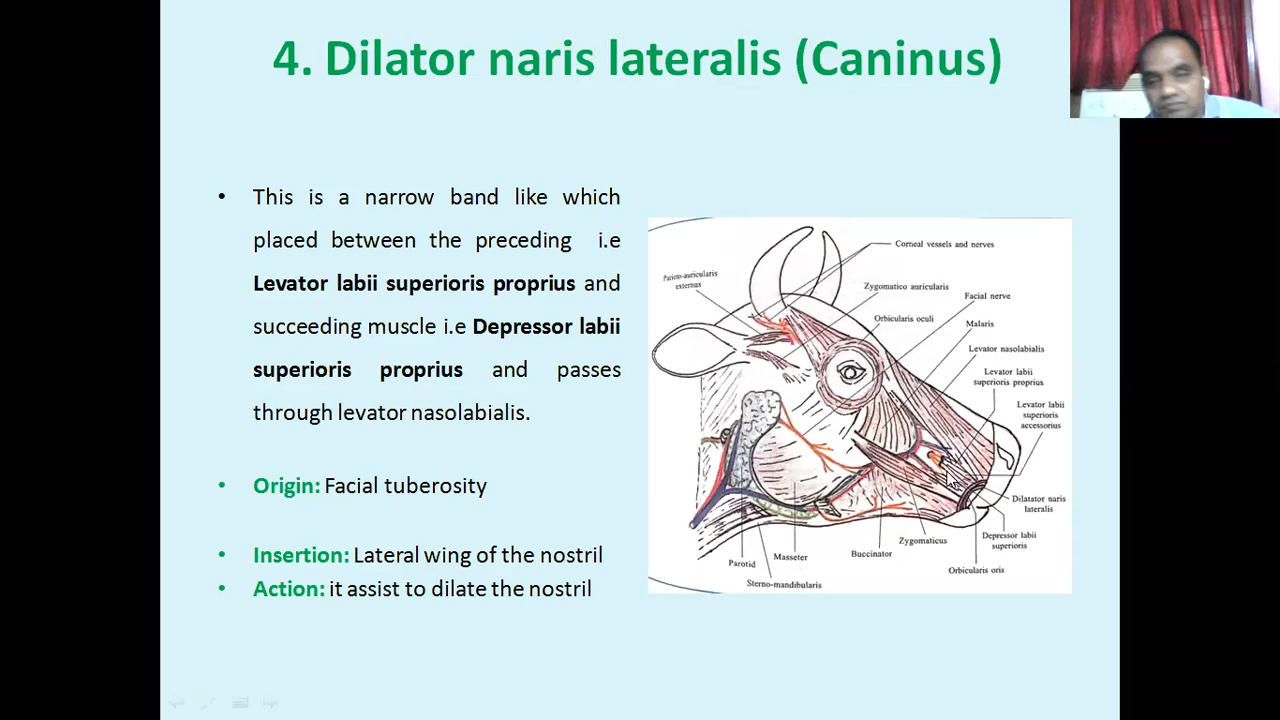 4. Dilator naris lateralis (Caninus)
• This is a narrow band like which
placed between the preceding i.e
Levator labii superioris proprius and
succeeding muscle i.e Depressor labii
superioris proprius and passes
through levator nasolabialis.
• Origin: Facial tuberosity
• Insertion: Lateral wing of the nostril
• Action: it assist to dilate the nostril
Corneal vessels and nerves
Parieto-auricularis
externus
Zygomatico auricularis
Facial nerve
Orbicularis oculi
Malaris
Levator nasolabialis
Levator labii
superioris proprius
Levator labii
superioris
accessorius
Dilatator naris
lateralis
Depressor labii
superioris
Orbicularis oris
Zygomaticus
Buccinator
Masseter
Parotid
Sterno-mandibularis